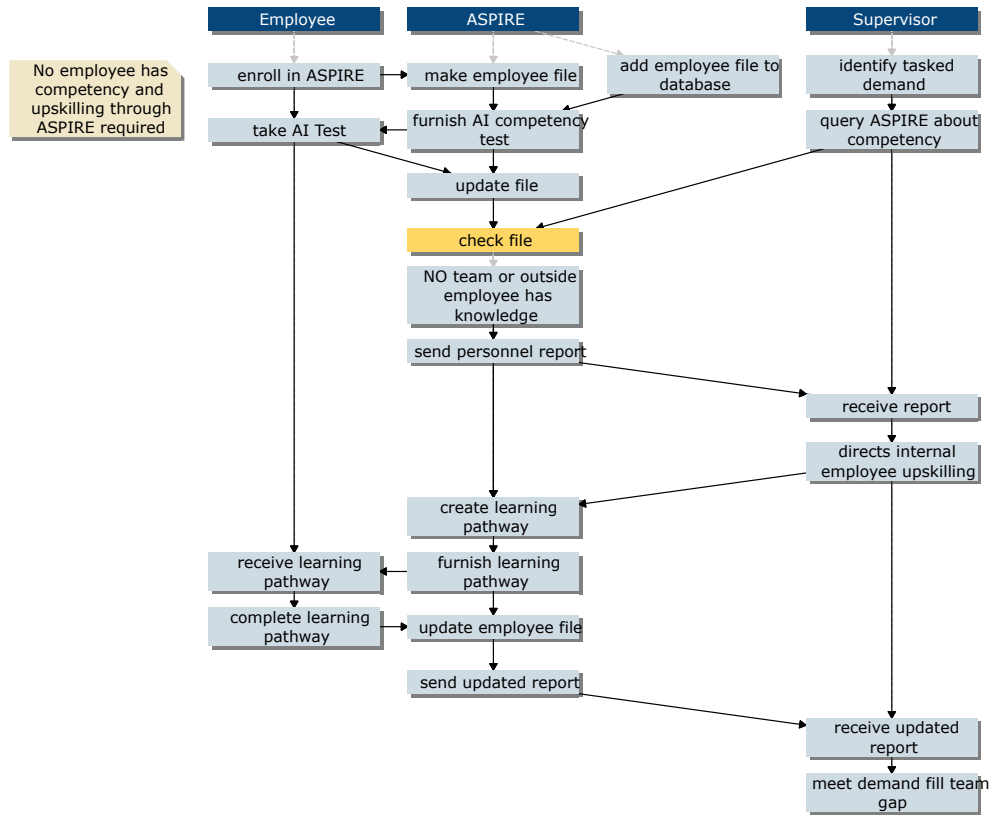 Employee
ASPIRE
Supervisor
No employee has
competency and
upskilling through
ASPIRE required
enroll in ASPIRE
make employee file
add employee file to
database
identify tasked
demand
take AI Test
furnish AI competency
test
query ASPIRE about
competency
update file
check file
NO team or outside
employee has
knowledge
send personnel report
receive report
directs internal
employee upskilling
create learning
pathway
receive learning
pathway
furnish learning
pathway
complete learning
pathway
update employee file
send updated report
receive updated
report
meet demand fill team
gap